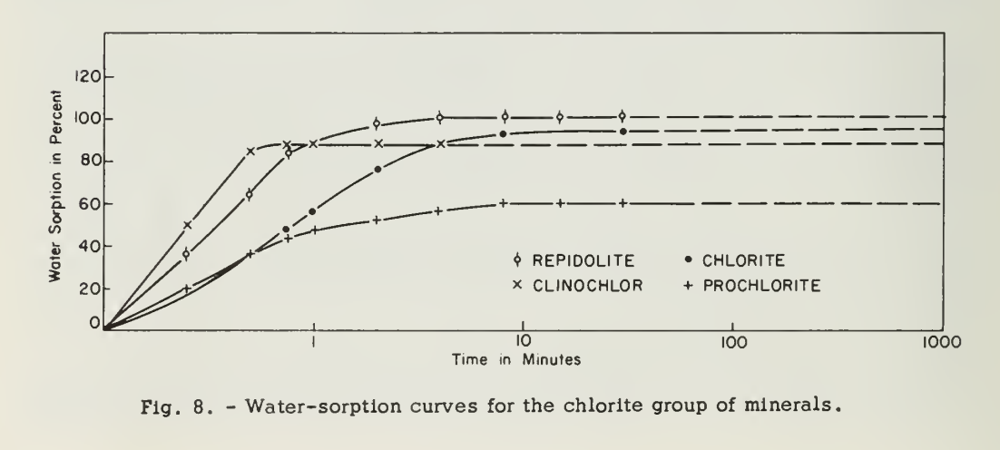 Water Sorption in Percent
120
100
80
60
40
20
0
REPIDOLITE
CHLORITE
CLINOCHLOR
PROCHLORITE
1
10
100
1000
Time in Minutes
Fig. 8. - Water-sorption curves for the chlorite group of minerals.